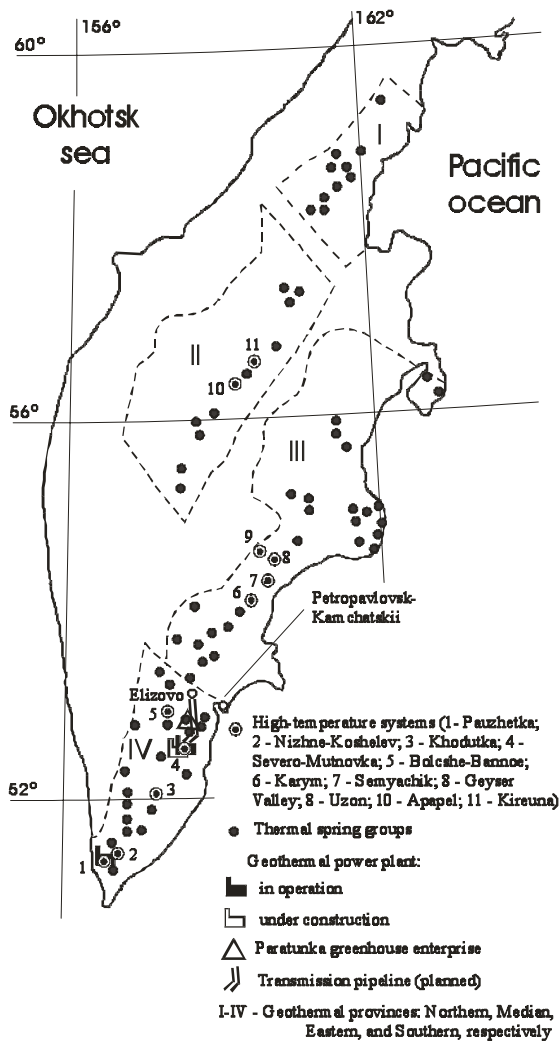 156°
162°
60°
Okhotsk
sea
I
Pacific
ocean
II
11
10
56°
III
9
8
7
6
Petropavlovsk-
Kamchatskii
Elizovo
5
IV
4
3
52°
2
1
High-temperature systems (1- Pauzhetka;
2 - Nizhne-Koshelev; 3 - Khodutka; 4 -
Severo-Mutnovka; 5 - Bolcshe-Bannoe;
6 - Karym; 7 - Semyachik; 8 - Geyser
Valley; 8 - Uzon; 10 - Apapel; 11 - Kireuna)
Thermal spring groups
Geothermal power plant:
in operation
under construction
Paratunka greenhouse enterprise
Transmission pipeline (planned)
I-IV - Geothermal provinces: Northern, Median,
Eastern, and Southern, respectively